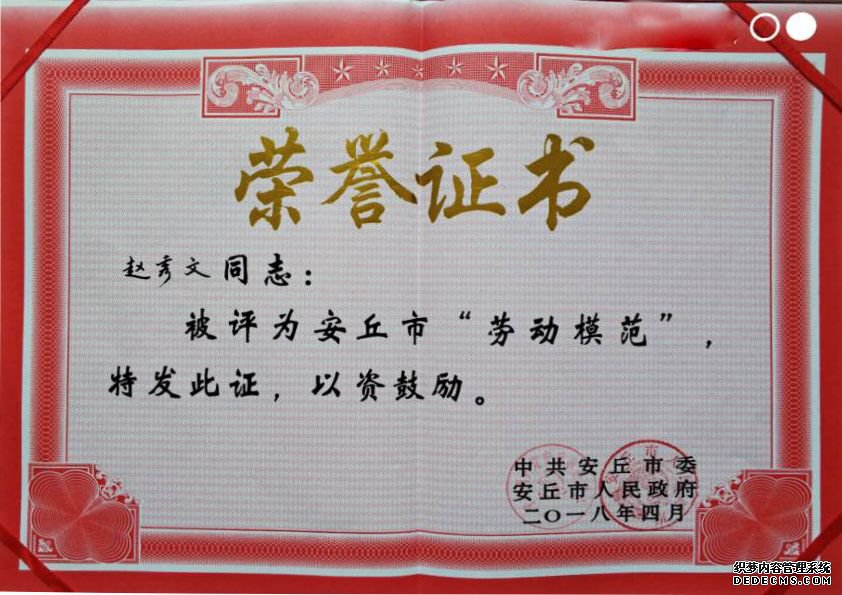 荣誉证书
赵秀文同志：
被评为安丘市“劳动模范”，
特发此证，以资鼓励。
中共安丘市委
安丘市人民政府
二〇一八年四月
织梦内容管理系统
DEDECMS.COM